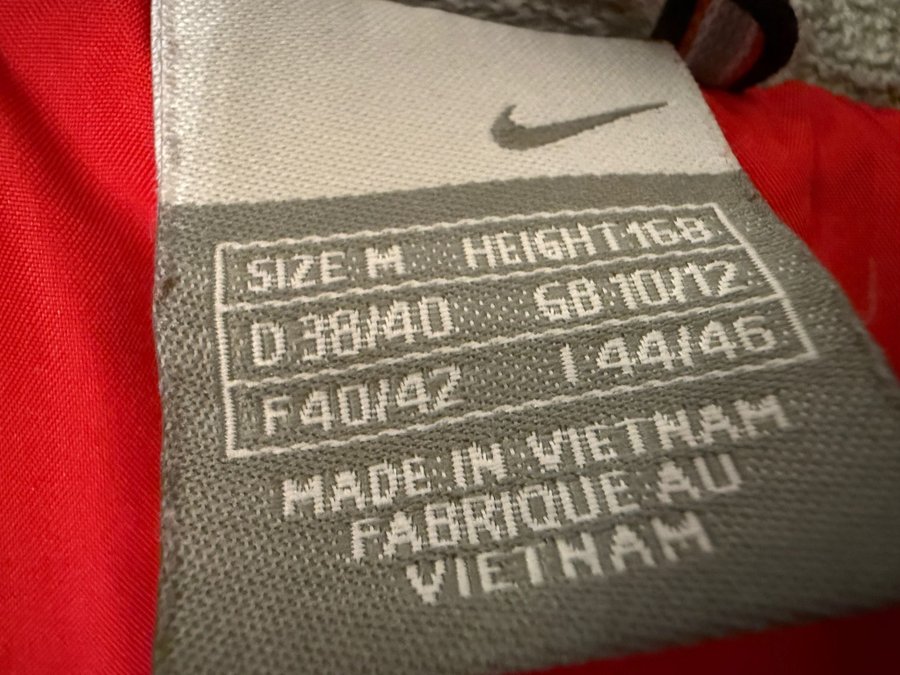 SIZE M HEIGHT 168
D 38/40 GB 10/12
F 40/42 I 44/46
MADE IN VIETNAM
FABRIQUE AU
VIETNAM